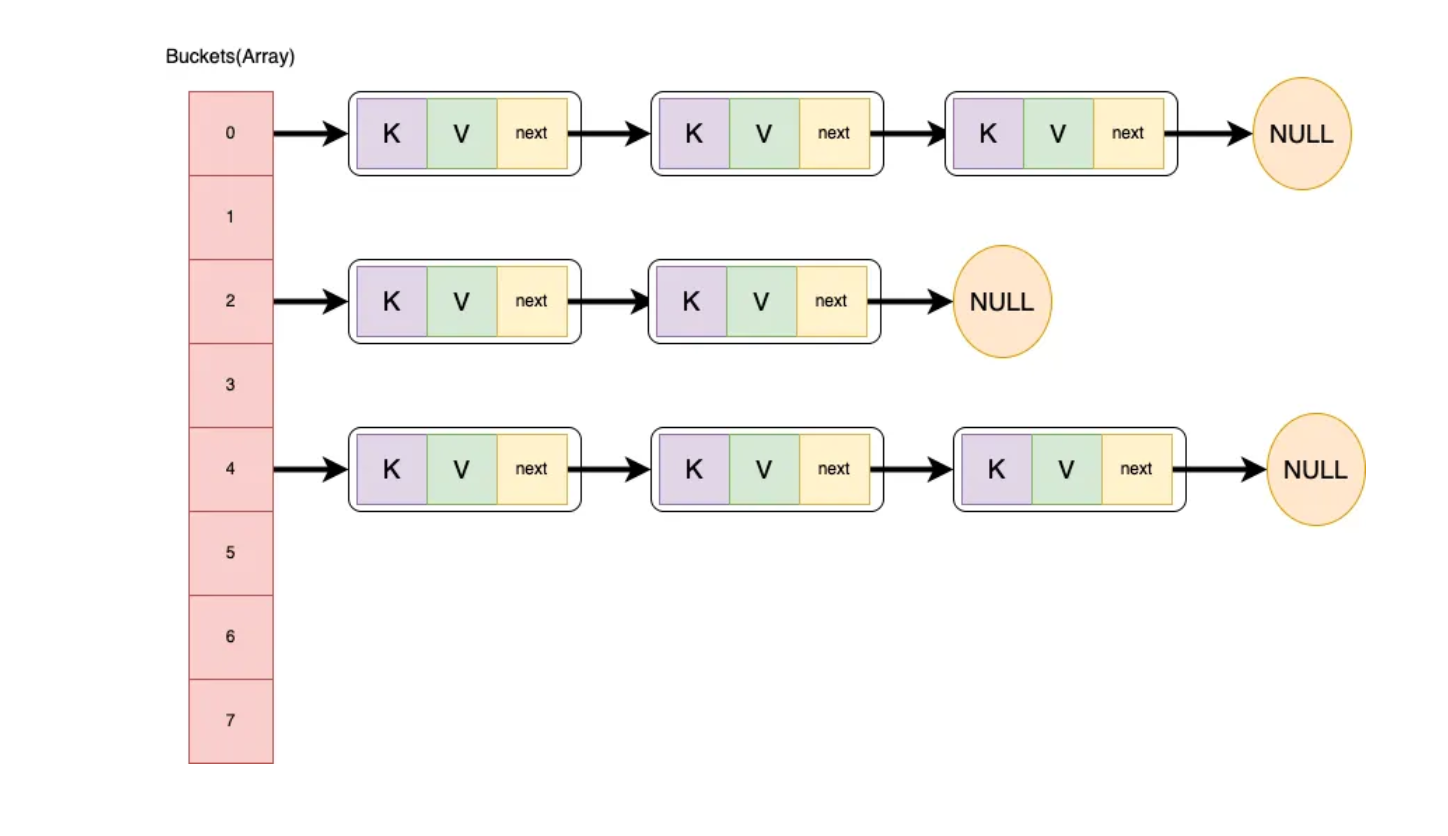 Buckets(Array)
0 K V next K V next K V next NULL
1
2 K V next K V next NULL
3
4 K V next K V next K V next NULL
5
6
7